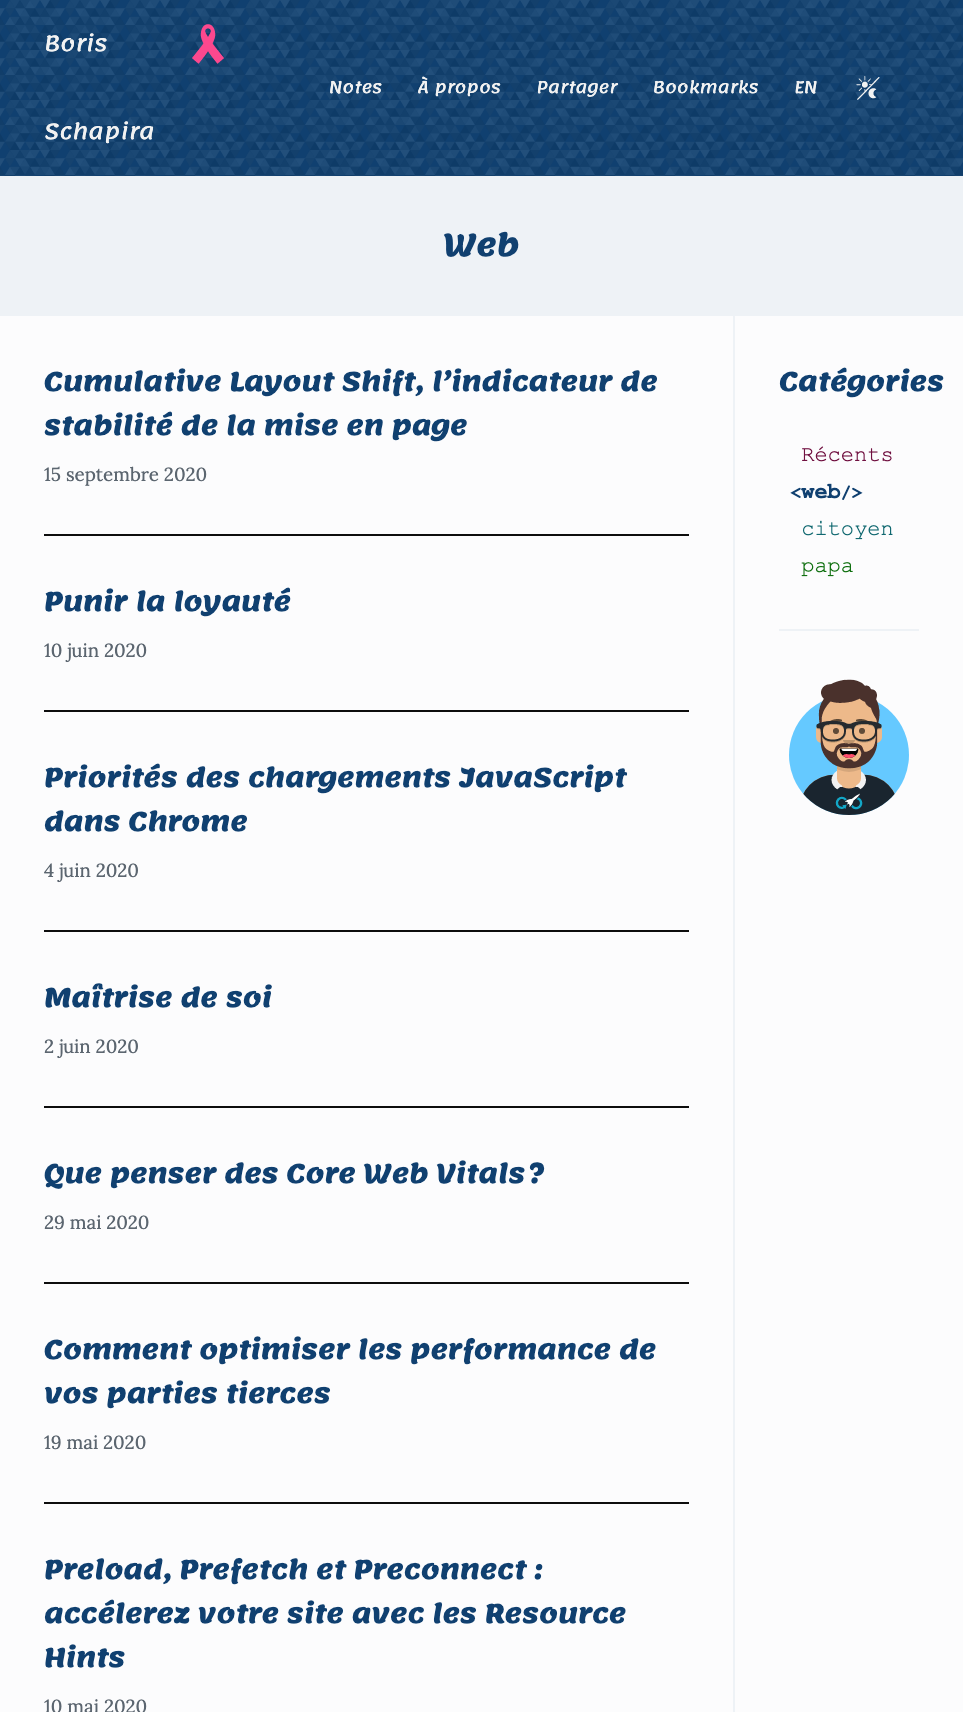 Boris
Schapira
Notes
À propos
Partager
Bookmarks
EN
Web
Cumulative Layout Shift, l’indicateur de
stabilité de la mise en page
15 septembre 2020
Punir la loyauté
10 juin 2020
Priorités des chargements JavaScript
dans Chrome
4 juin 2020
Maîtrise de soi
2 juin 2020
Que penser des Core Web Vitals ?
29 mai 2020
Comment optimiser les performance de
vos parties tierces
19 mai 2020
Preload, Prefetch et Preconnect :
accélerez votre site avec les Resource
Hints
10 mai 2020
Catégories
Récents
<web/>
citoyen
papa